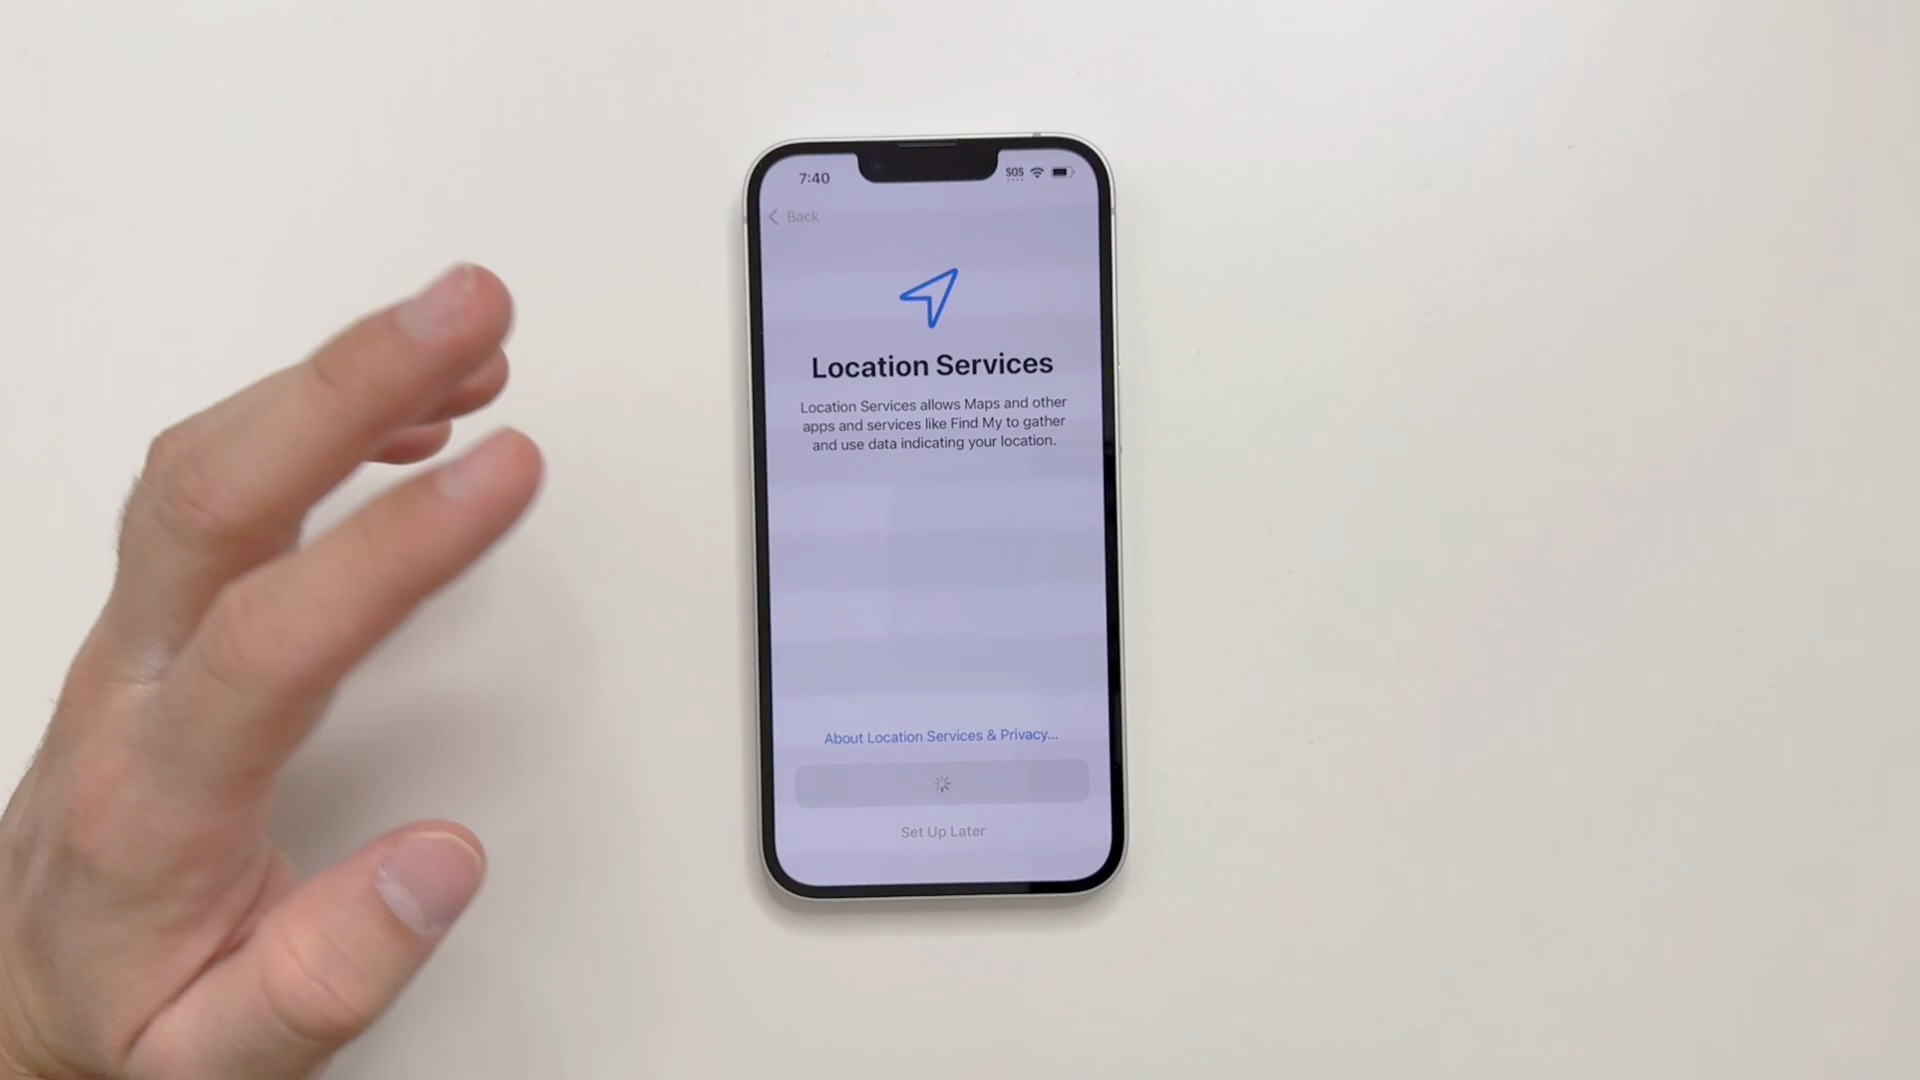 7:40
SOS
Back
Location Services
Location Services allows Maps and other
apps and services like Find My to gather
and use data indicating your location.
About Location Services & Privacy...
Set Up Later